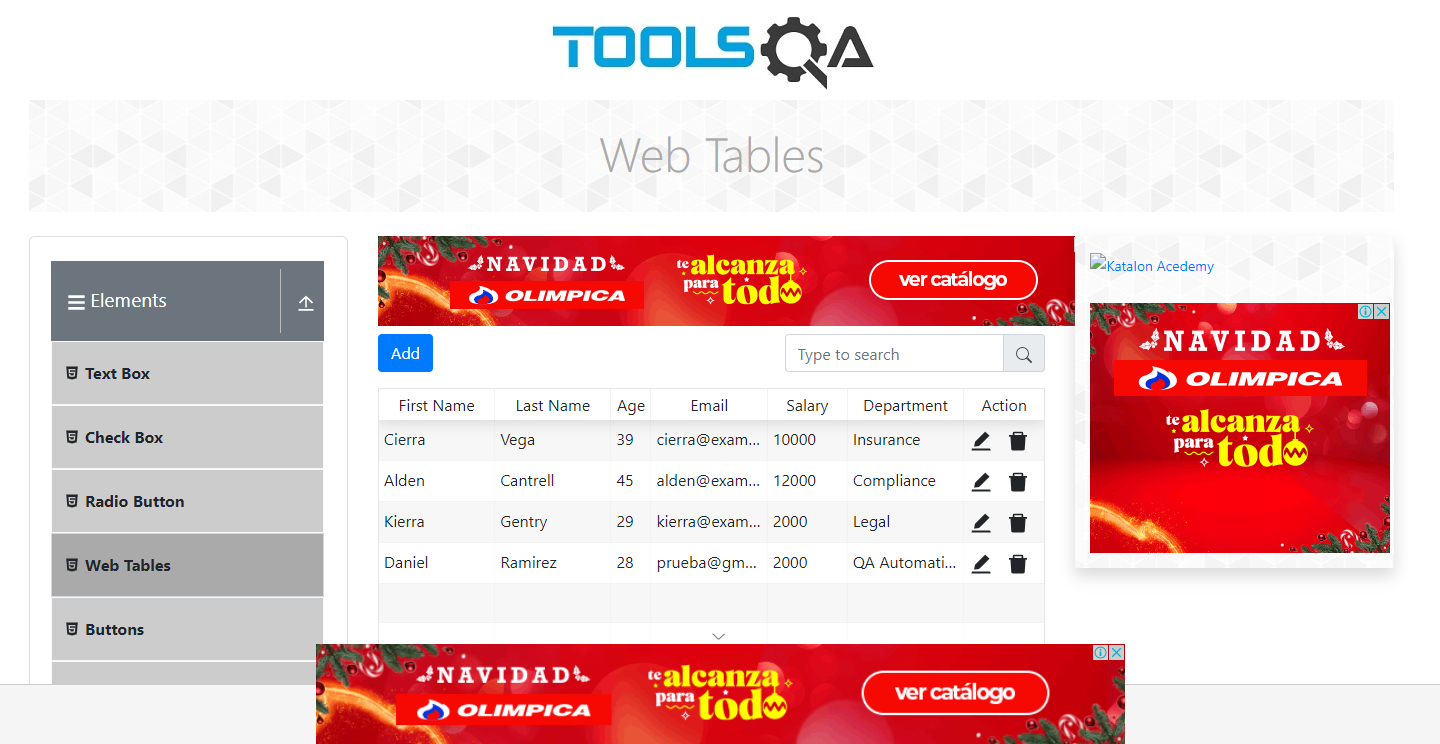 TOOLSQA
Web Tables
Elements
Text Box
Check Box
Radio Button
Web Tables
Buttons
NAVIDAD
OLIMPICA
te alcanza
para todo
ver catálogo
Add
Type to search
First Name Last Name Age Email Salary Department Action
Cierra Vega 39 cierra@exam... 10000 Insurance
Alden Cantrell 45 alden@exam... 12000 Compliance
Kierra Gentry 29 kierra@exam... 2000 Legal
Daniel Ramirez 28 prueba@gm... 2000 QA Automati...
Katalon Acedemy
NAVIDAD
OLIMPICA
te alcanza
para todo
NAVIDAD
OLIMPICA
te alcanza
para todo
ver catálogo